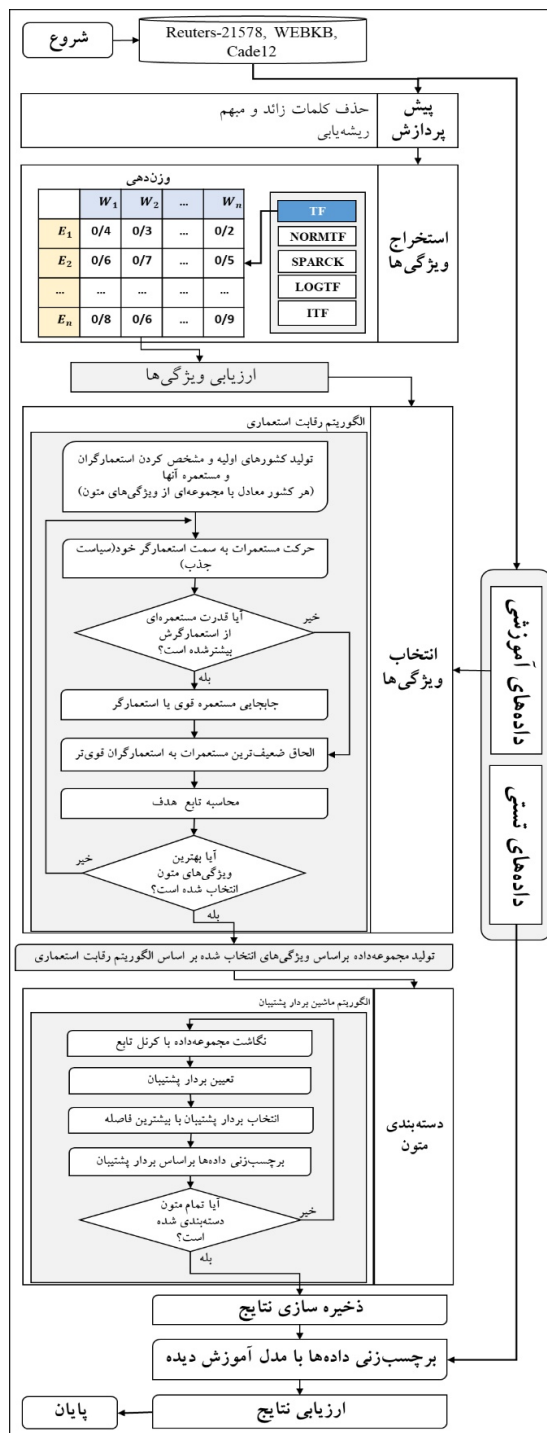 شروع
Reuters-21578, WEBKB,
Cade12
پیش
پردازش
حذف کلمات زائد و مبهم
ریشه‌یابی
استخراج
ویژگی‌ها
وزن‌دهی
W₁ W₂ ... Wₙ
E₁ 0/4 0/3 ... 0/2
E₂ 0/6 0/7 ... 0/5
... ... ... ... ...
Eₙ 0/8 0/6 ... 0/9
TF
NORMTF
SPARCK
LOGTF
ITF
ارزیابی ویژگی‌ها
انتخاب
ویژگی‌ها
الگوریتم رقابت استعماری
تولید کشورهای اولیه و مشخص کردن استعمارگران
و مستعمره آنها
(هر کشور معادل با مجموعه‌ای از ویژگی‌های متون)
حرکت مستعمرات به سمت استعمارگر خود(سیاست
جذب)
آیا قدرت مستعمره‌ای
از استعمارگرش
بیشترشده است؟
خیر
بله
جابجایی مستعمره قوی با استعمارگر
الحاق ضعیف‌ترین مستعمرات به استعمارگران قوی‌تر
محاسبه تابع هدف
آیا بهترین
ویژگی‌های متون
انتخاب شده است؟
خیر
بله
داده‌های آموزشی
داده‌های تستی
تولید مجموعه‌داده براساس ویژگی‌های انتخاب شده بر اساس الگوریتم رقابت استعماری
دسته‌بندی
متون
الگوریتم ماشین بردار پشتیبان
نگاشت مجموعه‌داده با کرنل تابع
تعیین بردار پشتیبان
انتخاب بردار پشتیبان با بیشترین فاصله
برچسب‌زنی داده‌ها براساس بردار پشتیبان
آیا تمام متون
دسته‌بندی شده
است؟
خیر
بله
ذخیره سازی نتایج
برچسب‌زنی داده‌ها با مدل آموزش دیده
ارزیابی نتایج
پایان